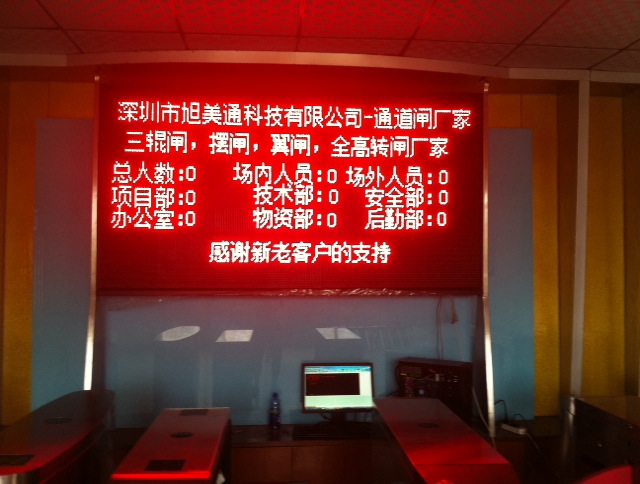 深圳市旭美通科技有限公司-通道闸厂家
三辊闸，摆闸，翼闸，全高转闸厂家
总人数:0 场内人员:0 场外人员:0
项目部:0 技术部:0 安全部:0
办公室:0 物资部:0 后勤部:0
感谢新老客户的支持